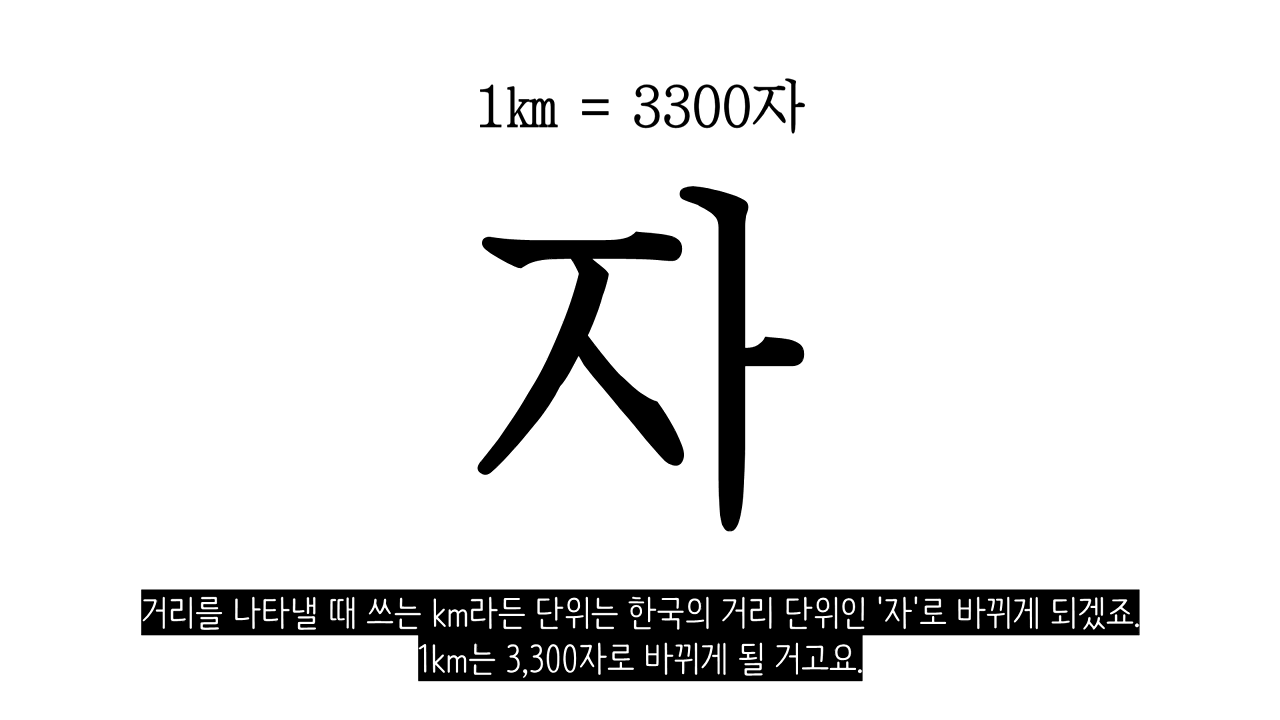 1km = 3300자
자
거리를 나타낼 때 쓰는 km라든 단위는 한국의 거리 단위인 '자'로 바뀌게 되겠죠.
1km는 3,300자로 바뀌게 될 거고요.